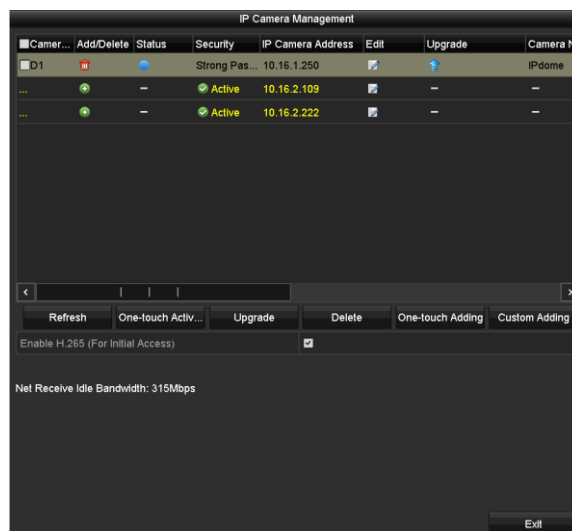 IP Camera Management
Camer... Add/Delete Status Security IP Camera Address Edit Upgrade Camera N
D1 Strong Pas... 10.16.1.250 IPdome
... – Active 10.16.2.109 – –
... – Active 10.16.2.222 – –
Refresh One-touch Activ... Upgrade Delete One-touch Adding Custom Adding
Enable H.265 (For Initial Access)
Net Receive Idle Bandwidth: 315Mbps
Exit